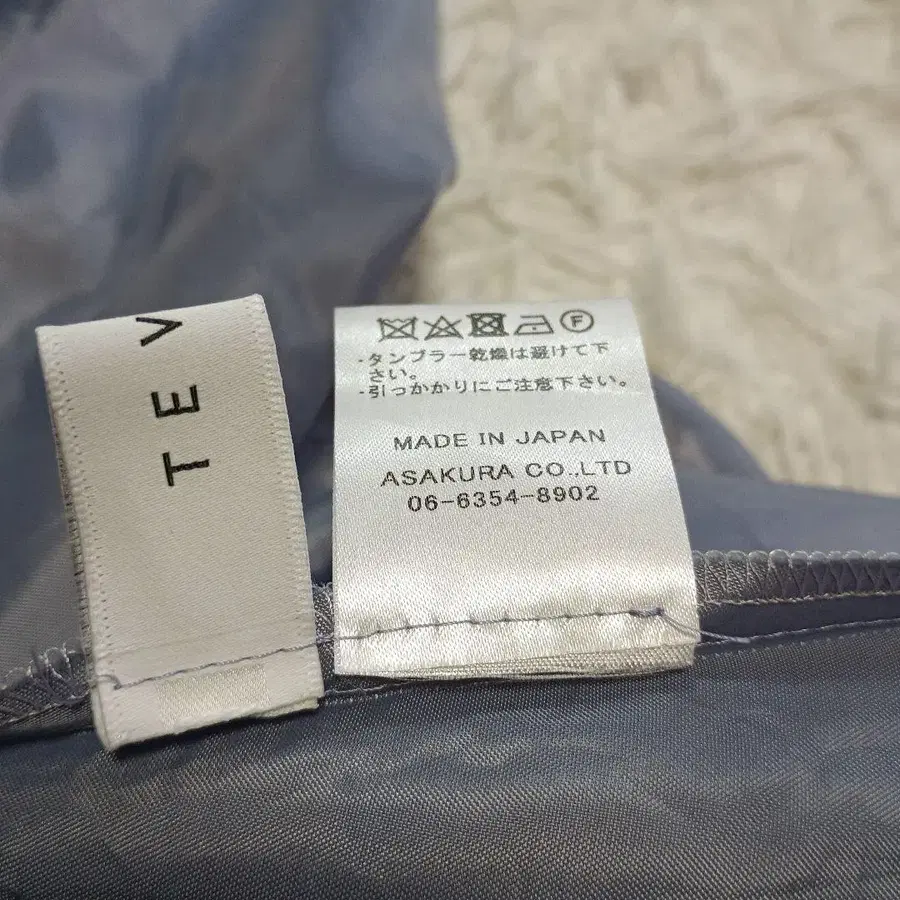 TEV
F
・タンブラー乾燥は避けて下
さい。
・引っかかりにご注意下さい。
MADE IN JAPAN
ASAKURA CO.,LTD
06-6354-8902